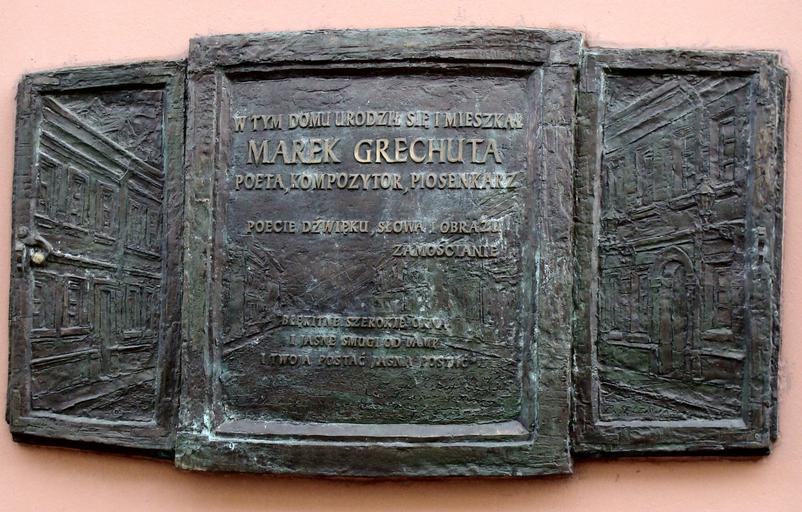 W TYM DOMU URODZIŁ SIĘ I MIESZKAŁ
MAREK GRECHUTA
POETA, KOMPOZYTOR, PIOSENKARZ
POECIE DŹWIĘKU, SŁOWA I OBRAZU
ZAMOŚCIANIE
BŁĘKITNE SZEROKIE OKNA
I JASNE SMUGI OD LAMP
I TWOJA POSTAĆ JASNA POSTAĆ